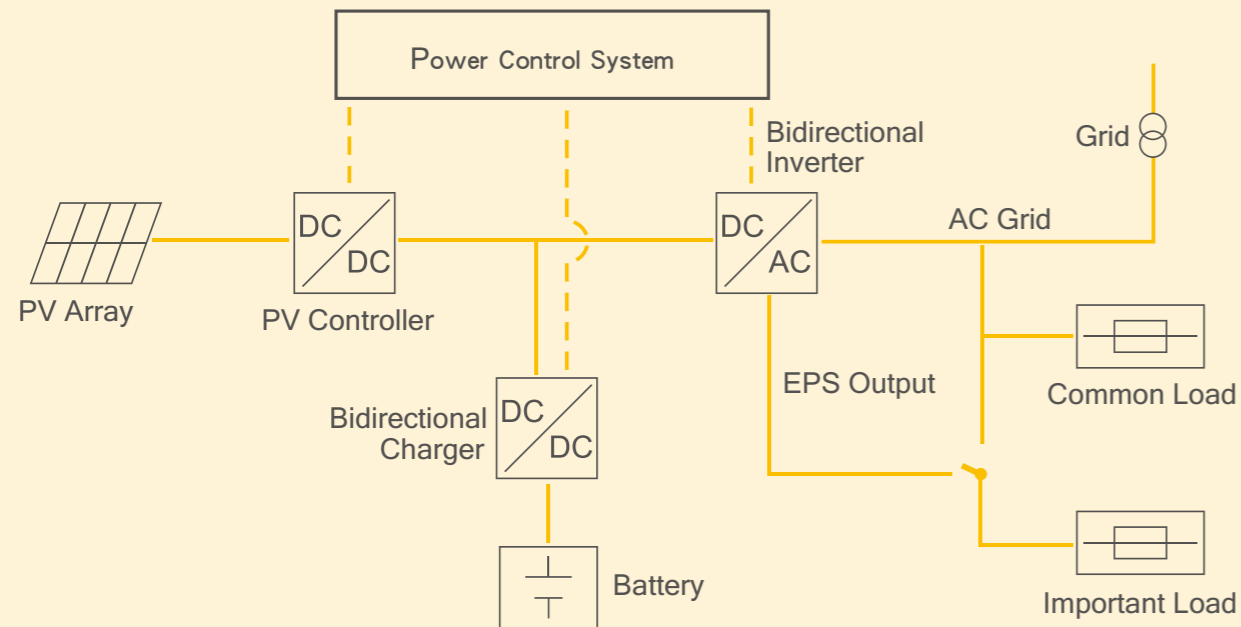 Power Control System
Bidirectional
Inverter
Grid
DC
DC
DC
AC
AC Grid
PV Array
PV Controller
EPS Output
Common Load
Bidirectional
Charger
DC
DC
Battery
Important Load